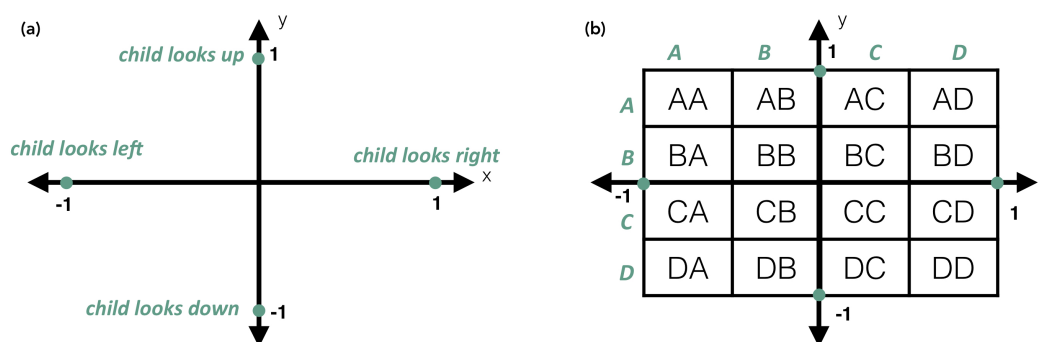 (a)
y
child looks up
1
child looks left
child looks right
x
-1
1
child looks down
-1
(b)
y
1
A B C D
A AA AB AC AD
B BA BB BC BD
-1
1
C CA CB CC CD
D DA DB DC DD
-1